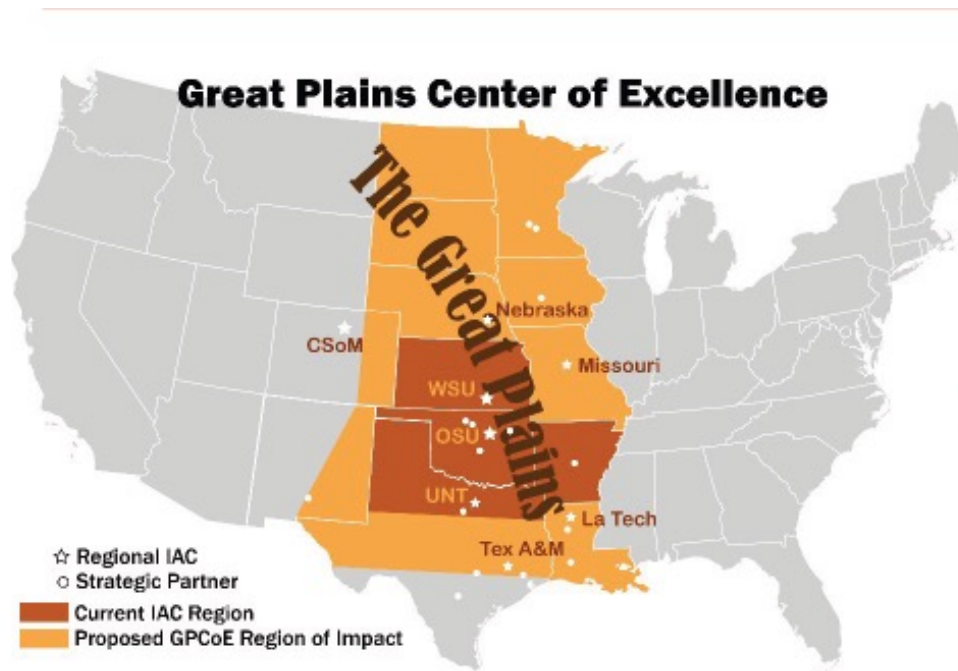 Great Plains Center of Excellence
The Great Plains
Nebraska
CSoM
Missouri
WSU
OSU
UNT
La Tech
Tex A&M
Regional IAC
Strategic Partner
Current IAC Region
Proposed GPCoE Region of Impact